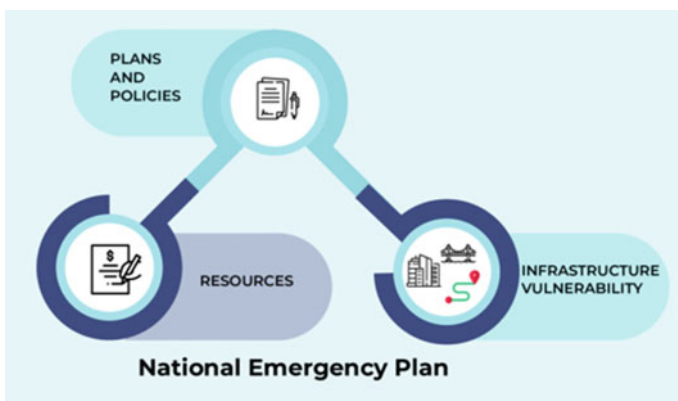 PLANS
AND
POLICIES
$
RESOURCES
INFRASTRUCTURE
VULNERABILITY
National Emergency Plan